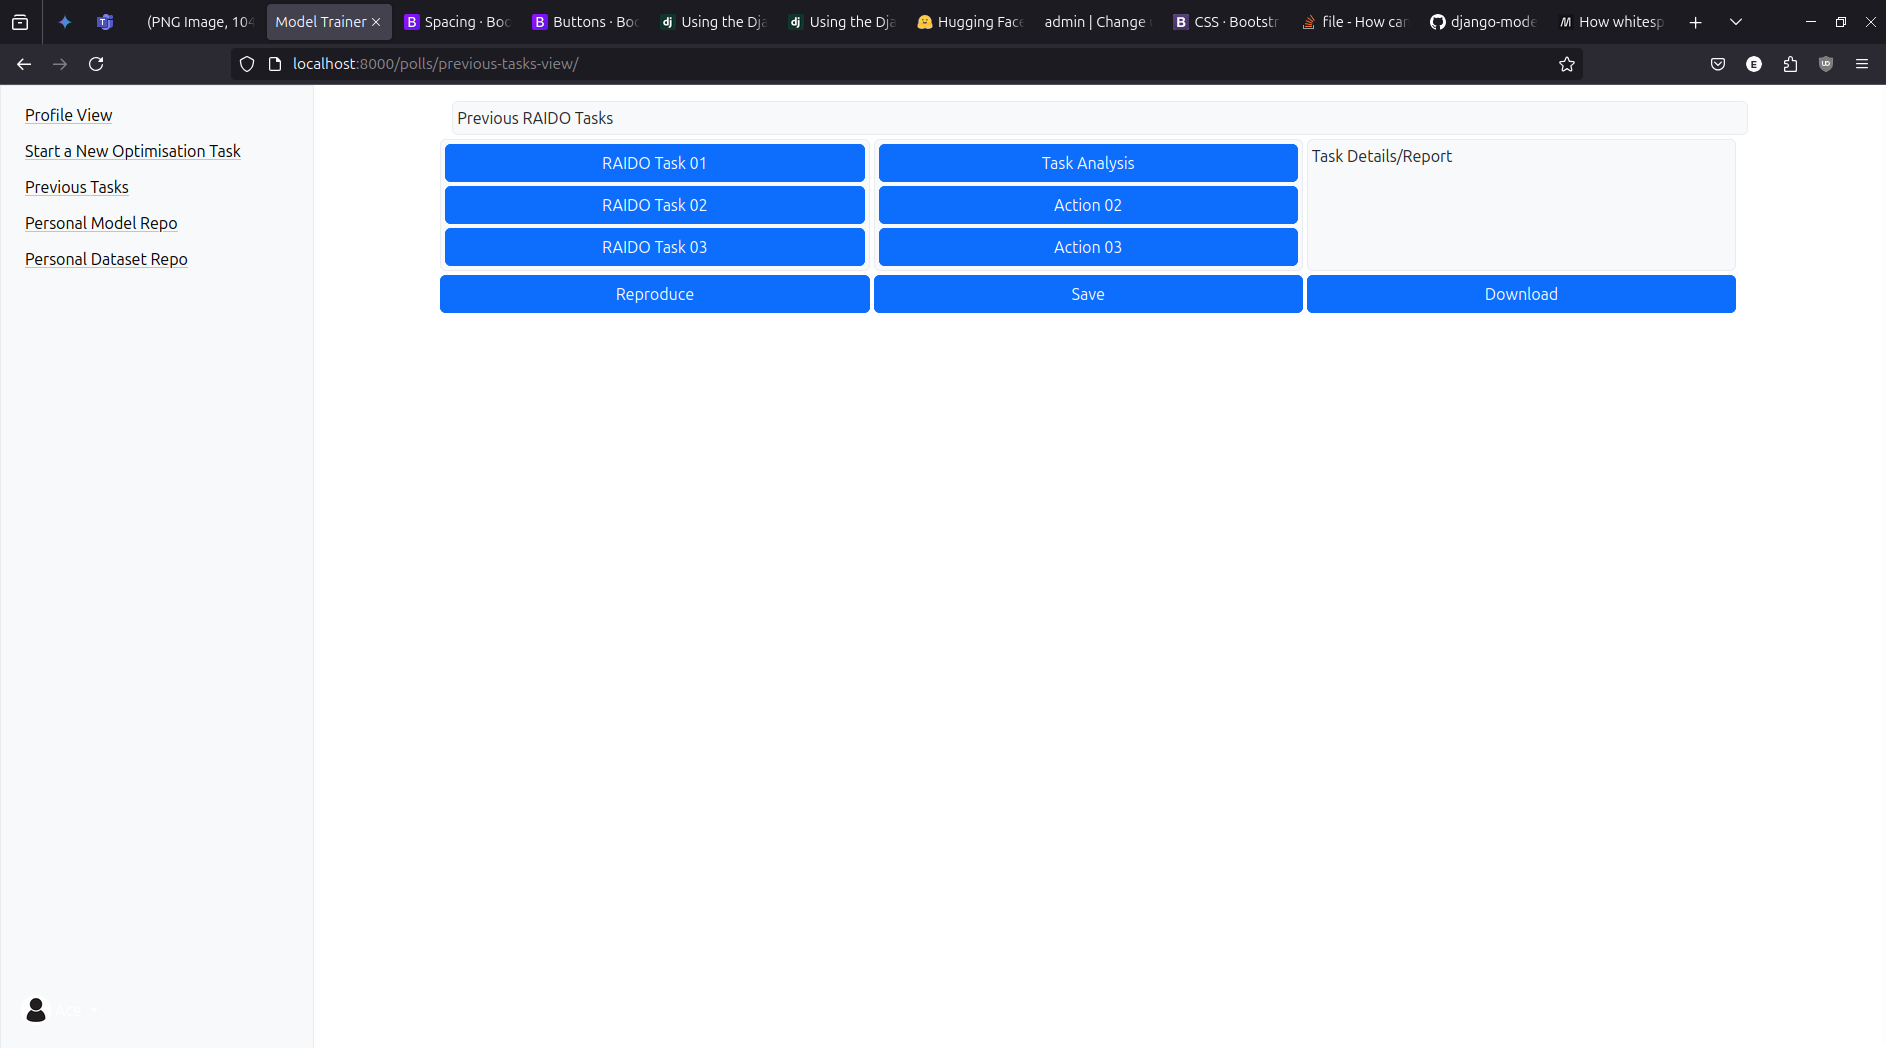 (PNG Image, 104
Model Trainer
Spacing · Boo
Buttons · Boo
Using the Dja
Using the Dja
Hugging Face
admin | Change
CSS · Bootstr
file - How can
django-mode
How whitesp
localhost:8000/polls/previous-tasks-view/
Profile View
Start a New Optimisation Task
Previous Tasks
Personal Model Repo
Personal Dataset Repo
Previous RAIDO Tasks
RAIDO Task 01
RAIDO Task 02
RAIDO Task 03
Task Analysis
Action 02
Action 03
Task Details/Report
Reproduce
Save
Download
Ace